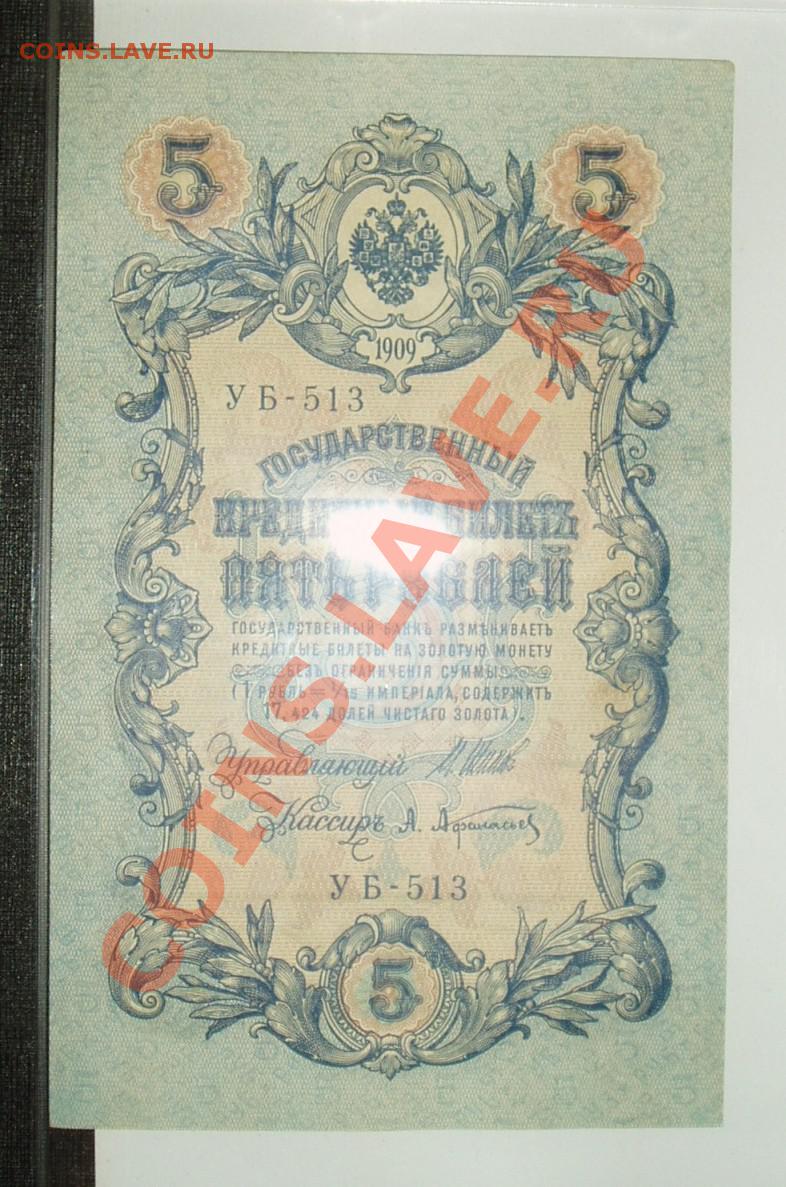 COINS.LAVE.RU
5 5
1909
УБ-513
ГОСУДАРСТВЕННЫЙ
КРЕДИТНЫЙ БИЛЕТЪ
ПЯТЬ РУБЛЕЙ
ГОСУДАРСТВЕННЫЙ БАНКЪ РАЗМѢНИВАЕТЪ
КРЕДИТНЫЕ БИЛЕТЫ НА ЗОЛОТУЮ МОНЕТУ
БЕЗЪ ОГРАНИЧЕНІЯ СУММЫ
(1 РУБЛЬ = 1/15 ИМПЕРІАЛА, СОДЕРЖИТЪ
17,424 ДОЛЕЙ ЧИСТАГО ЗОЛОТА).
Управляющій
Кассиръ А. Афанасьев
УБ-513
5
COINS.LAVE.RU